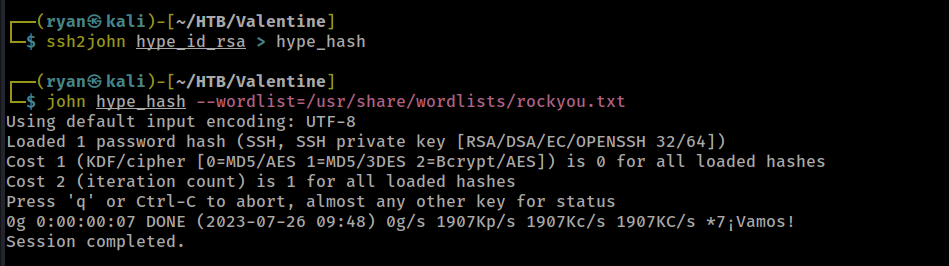 ┌──(ryan㉿kali)-[~/HTB/Valentine]
└─$ ssh2john hype_id_rsa > hype_hash
┌──(ryan㉿kali)-[~/HTB/Valentine]
└─$ john hype_hash --wordlist=/usr/share/wordlists/rockyou.txt
Using default input encoding: UTF-8
Loaded 1 password hash (SSH, SSH private key [RSA/DSA/EC/OPENSSH 32/64])
Cost 1 (KDF/cipher [0=MD5/AES 1=MD5/3DES 2=Bcrypt/AES]) is 0 for all loaded hashes
Cost 2 (iteration count) is 1 for all loaded hashes
Press 'q' or Ctrl-C to abort, almost any other key for status
0g 0:00:00:07 DONE (2023-07-26 09:48) 0g/s 1907Kp/s 1907Kc/s 1907KC/s *7¡Vamos!
Session completed.